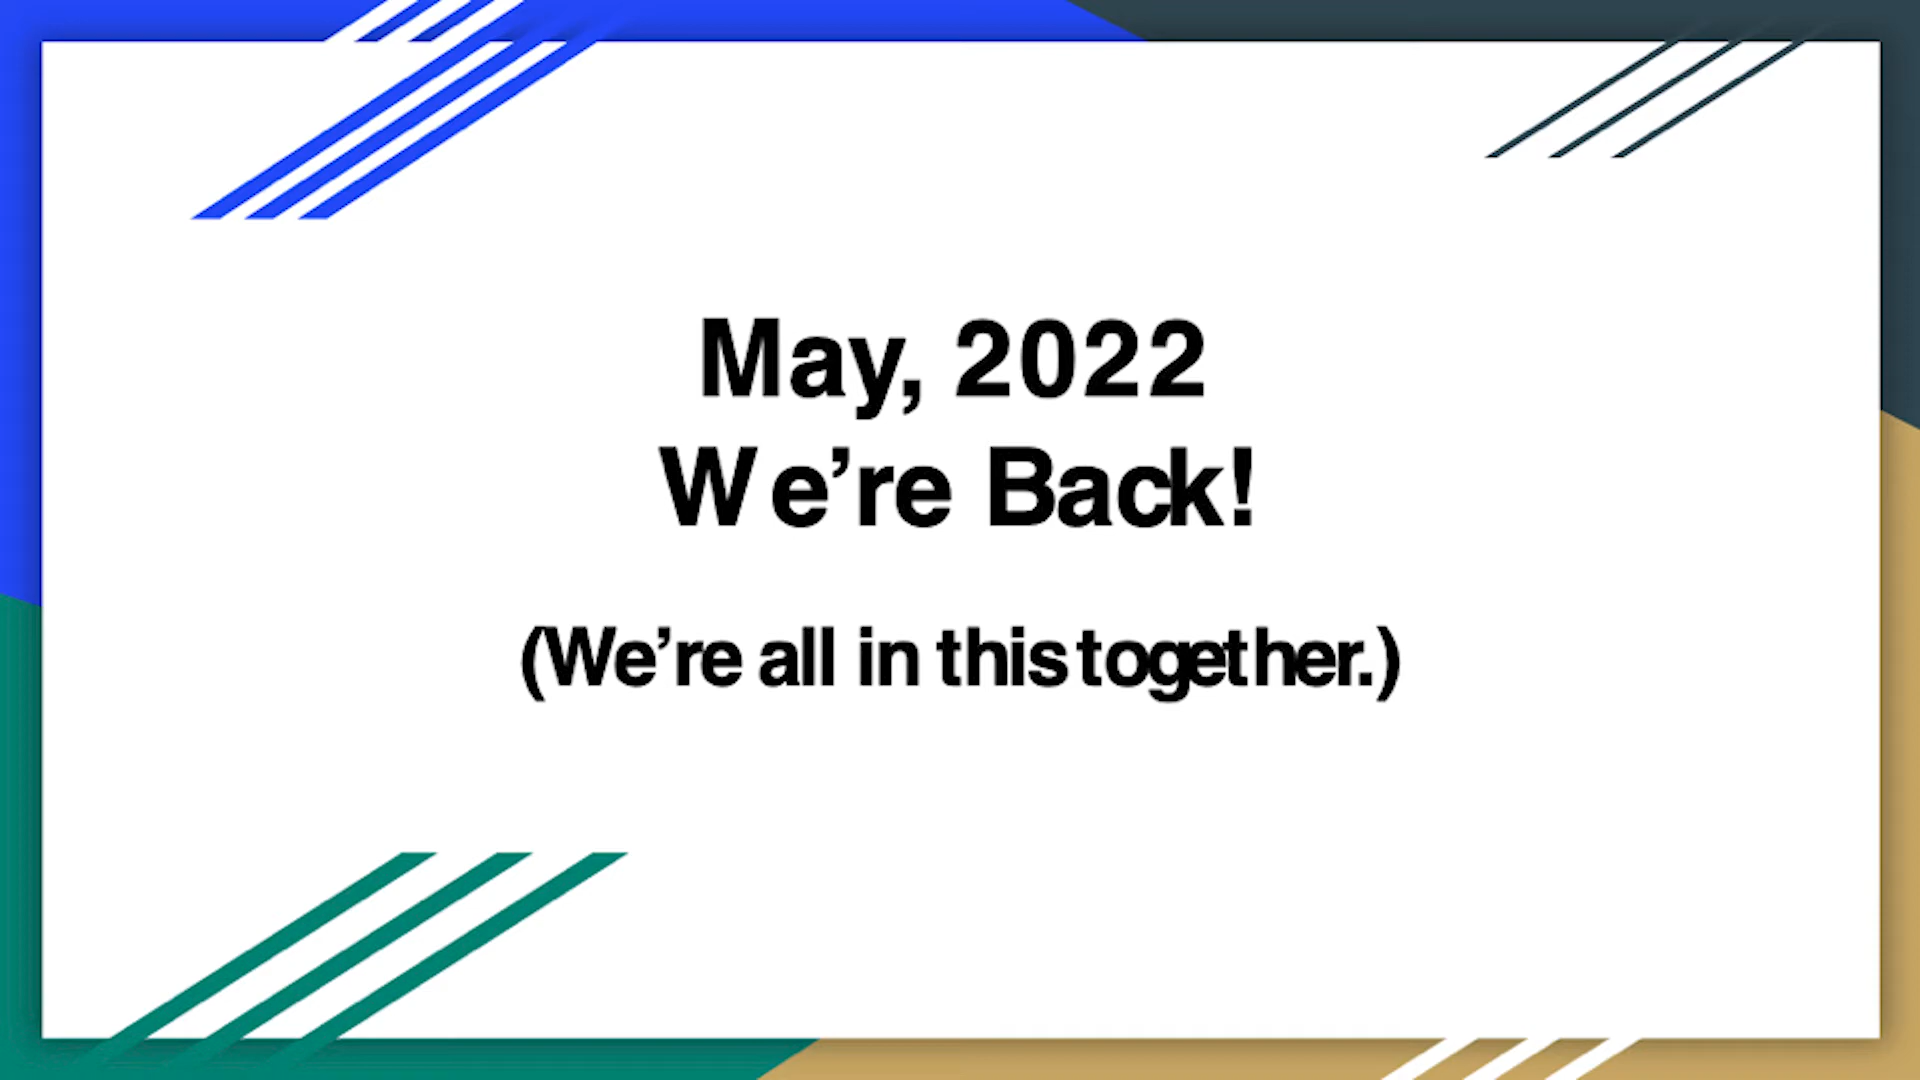 May, 2022
We’re Back!
(We’re all in this together.)